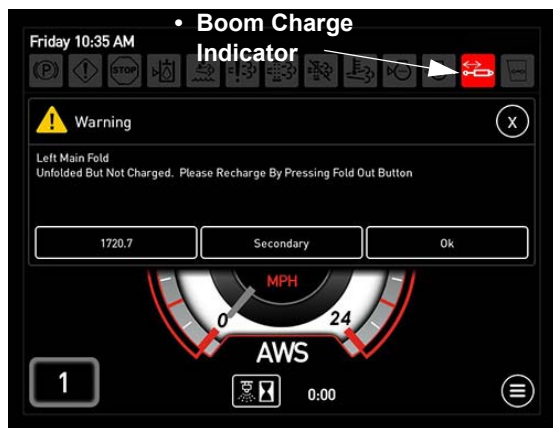 • Boom Charge
Indicator
Friday 10:35 AM
(P) STOP
Warning
X
Left Main Fold
Unfolded But Not Charged. Please Recharge By Pressing Fold Out Button
1720.7 Secondary Ok
MPH
0 24
AWS
1 0:00